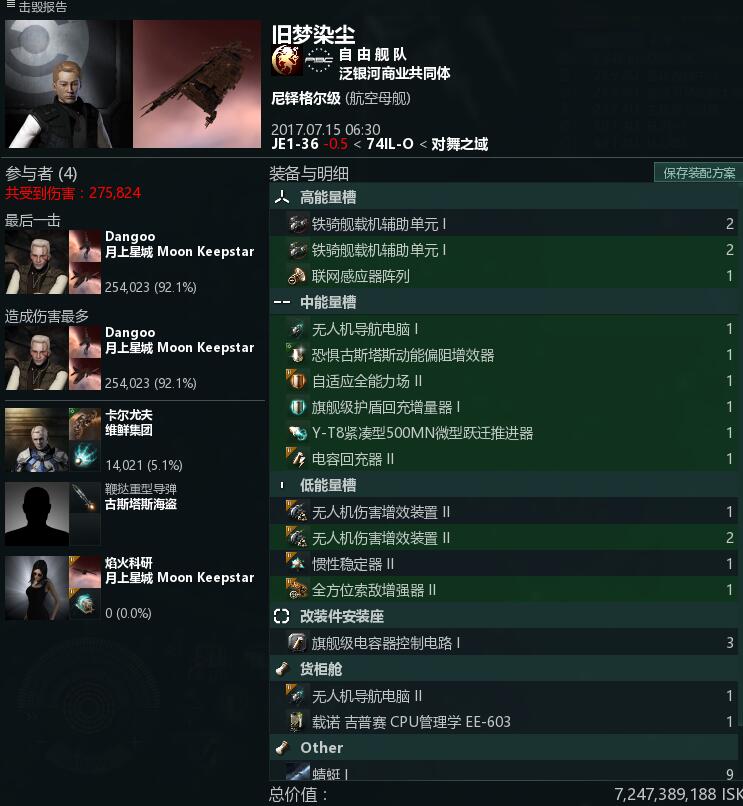 击毁报告
旧梦染尘
自由舰队
泛银河商业共同体
尼铎格尔级 (航空母舰)
2017.07.15 06:30
JE1-36 -0.5 < 74IL-O < 对舞之域
参与者 (4)
共受到伤害：275,824
最后一击
Dangoo
月上星城 Moon Keepstar
254,023 (92.1%)
造成伤害最多
Dangoo
月上星城 Moon Keepstar
254,023 (92.1%)
卡尔尤夫
维鲜集团
14,021 (5.1%)
鞭挞重型导弹
古斯塔斯海盗
焰火科研
月上星城 Moon Keepstar
0 (0.0%)
装备与明细
保存装配方案
高能量槽
铁骑舰载机辅助单元 I 2
铁骑舰载机辅助单元 I 2
联网感应器阵列 1
中能量槽
无人机导航电脑 I 1
恐惧古斯塔斯动能偏阻增效器 1
自适应全能力场 II 1
旗舰级护盾回充增量器 I 1
Y-T8紧凑型500MN微型跃迁推进器 1
电容回充器 II 1
低能量槽
无人机伤害增效装置 II 1
无人机伤害增效装置 II 2
惯性稳定器 II 1
全方位索敌增强器 II 1
改装件安装座
旗舰级电容器控制电路 I 3
货柜舱
无人机导航电脑 II 1
载诺 吉普赛 CPU管理学 EE-603 1
Other
蜻蜓 I 9
总价值： 7,247,389,188 ISK